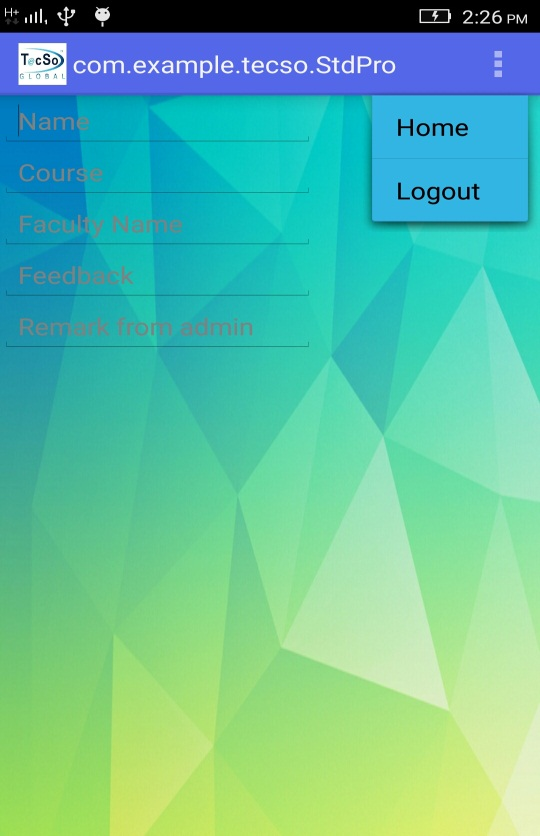 H+ 2:26 PM
TecSo GLOBAL com.example.tecso.StdPro
Name
Home
Course
Logout
Faculty Name
Feedback
Remark from admin